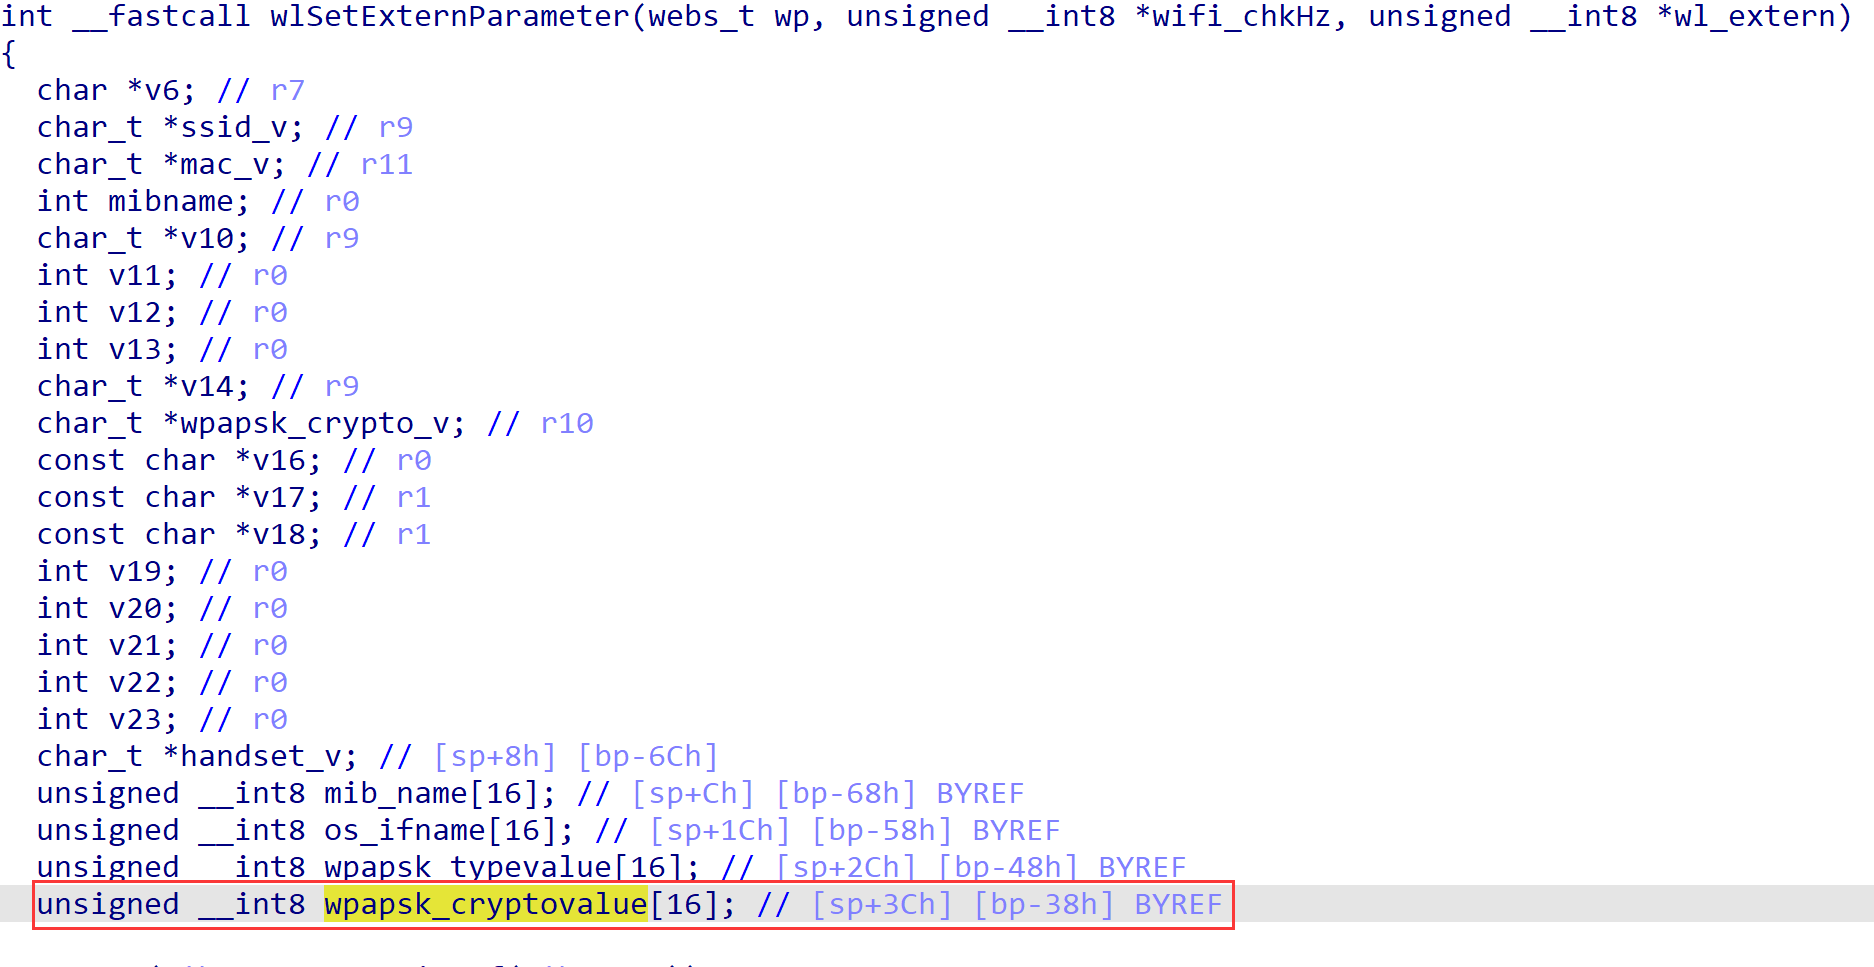 int __fastcall wlSetExternParameter(webs_t wp, unsigned __int8 *wifi_chkHz, unsigned __int8 *wl_extern)
{
char *v6; // r7
char_t *ssid_v; // r9
char_t *mac_v; // r11
int mibname; // r0
char_t *v10; // r9
int v11; // r0
int v12; // r0
int v13; // r0
char_t *v14; // r9
char_t *wpapsk_crypto_v; // r10
const char *v16; // r0
const char *v17; // r1
const char *v18; // r1
int v19; // r0
int v20; // r0
int v21; // r0
int v22; // r0
int v23; // r0
char_t *handset_v; // [sp+8h] [bp-6Ch]
unsigned __int8 mib_name[16]; // [sp+Ch] [bp-68h] BYREF
unsigned __int8 os_ifname[16]; // [sp+1Ch] [bp-58h] BYREF
unsigned __int8 wpapsk_typevalue[16]; // [sp+2Ch] [bp-48h] BYREF
unsigned __int8 wpapsk_cryptovalue[16]; // [sp+3Ch] [bp-38h] BYREF